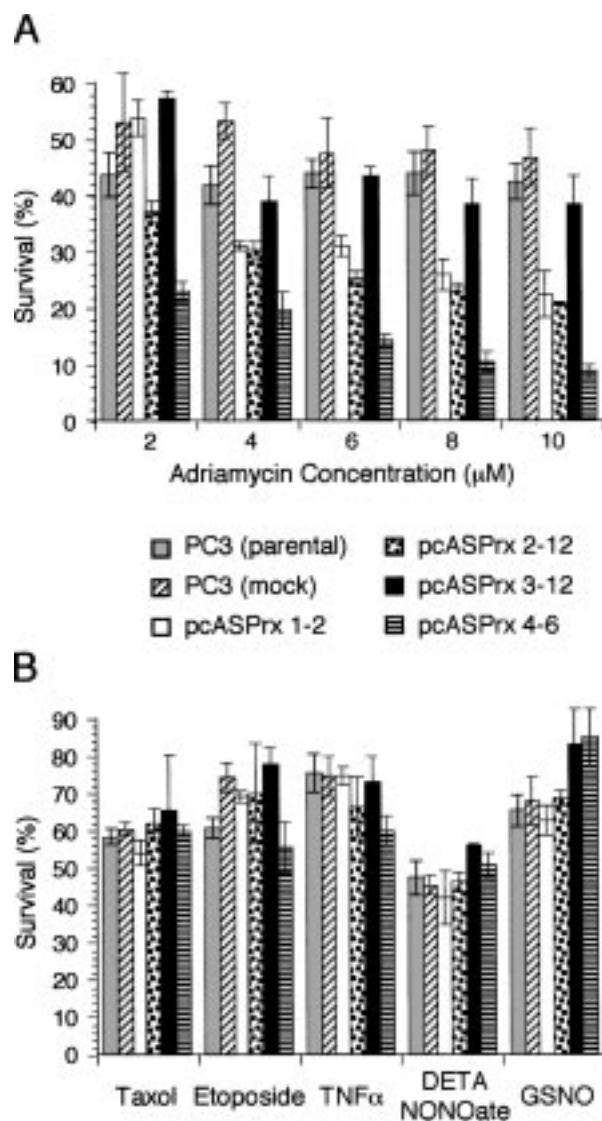 A
Survival (%)
60
50
40
30
20
10
0
2 4 6 8 10
Adriamycin Concentration (μM)
PC3 (parental)
PC3 (mock)
pcASPrx 1-2
pcASPrx 2-12
pcASPrx 3-12
pcASPrx 4-6
B
Survival (%)
90
80
70
60
50
40
30
20
10
0
Taxol Etoposide TNFα DETA NONOate GSNO